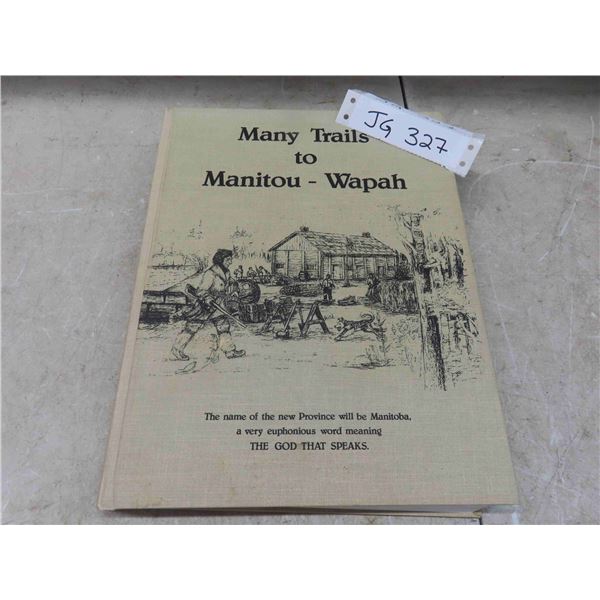 JG 327
Many Trails
to
Manitou - Wapah
The name of the new Province will be Manitoba,
a very euphonious word meaning
THE GOD THAT SPEAKS.